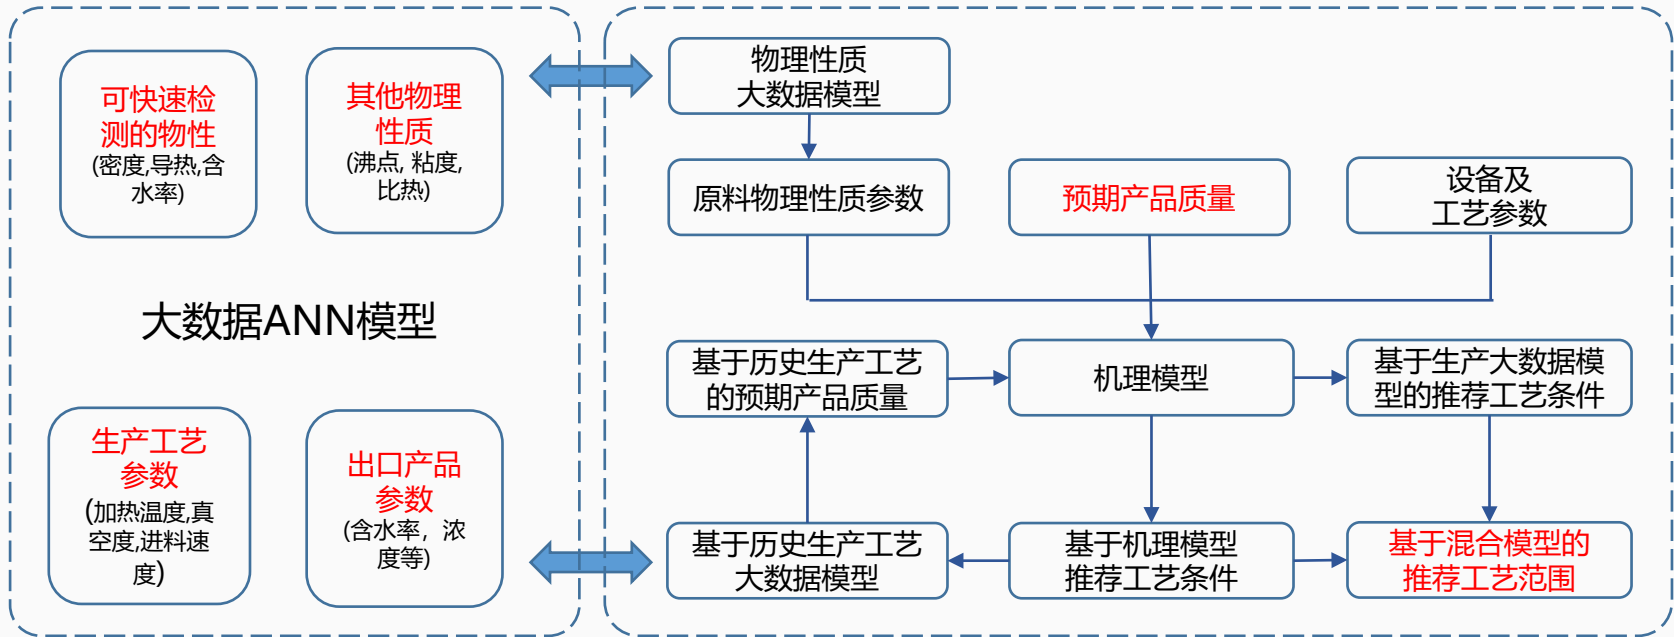 可快速检
测的物性
(密度,导热,含
水率)
其他物理
性质
(沸点, 粘度,
比热)
大数据ANN模型
生产工艺
参数
(加热温度,真
空度,进料速
度)
出口产品
参数
(含水率，浓
度等)
物理性质
大数据模型
原料物理性质参数
预期产品质量
设备及
工艺参数
基于历史生产工艺
的预期产品质量
机理模型
基于生产大数据模
型的推荐工艺条件
基于历史生产工艺
大数据模型
基于机理模型
推荐工艺条件
基于混合模型的
推荐工艺范围